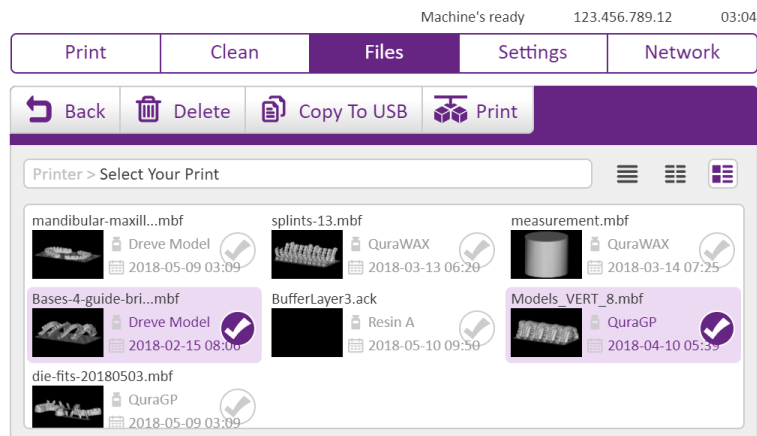 Machine's ready 123.456.789.12 03:04
Print Clean Files Settings Network
Back Delete Copy To USB Print
Printer > Select Your Print
mandibular-maxill...mbf splints-13.mbf measurement.mbf
Dreve Model QuraWAX QuraWAX
2018-05-09 03:09 2018-03-13 06:20 2018-03-14 07:25
Bases-4-guide-bri...mbf BufferLayer3.ack Models_VERT_8.mbf
Dreve Model Resin A QuraGP
2018-02-15 08:06 2018-05-10 09:50 2018-04-10 05:39
die-fits-20180503.mbf
QuraGP
2018-05-09 03:09